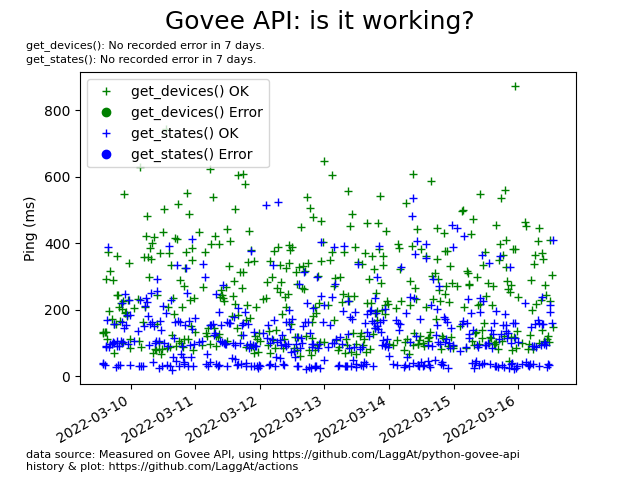 Govee API: is it working?
get_devices(): No recorded error in 7 days.
get_states(): No recorded error in 7 days.
get_devices() OK
get_devices() Error
get_states() OK
get_states() Error
800
600
400
200
0
Ping (ms)
2022-03-10
2022-03-11
2022-03-12
2022-03-13
2022-03-14
2022-03-15
2022-03-16
data source: Measured on Govee API, using https://github.com/LaggAt/python-govee-api
history & plot: https://github.com/LaggAt/actions